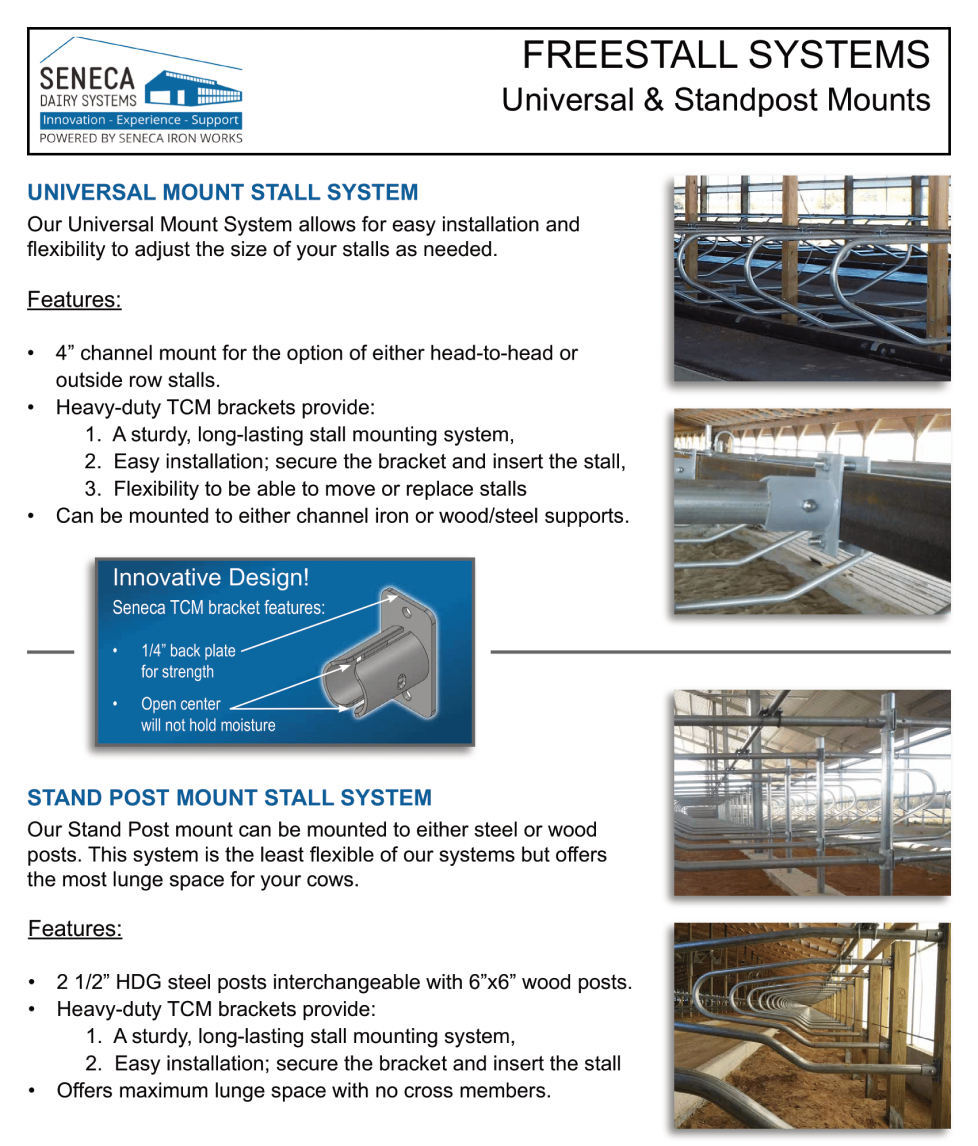 SENECA
DAIRY SYSTEMS
Innovation - Experience - Support
POWERED BY SENECA IRON WORKS
FREESTALL SYSTEMS
Universal & Standpost Mounts
UNIVERSAL MOUNT STALL SYSTEM
Our Universal Mount System allows for easy installation and
flexibility to adjust the size of your stalls as needed.
Features:
• 4” channel mount for the option of either head-to-head or
outside row stalls.
• Heavy-duty TCM brackets provide:
1. A sturdy, long-lasting stall mounting system,
2. Easy installation; secure the bracket and insert the stall,
3. Flexibility to be able to move or replace stalls
• Can be mounted to either channel iron or wood/steel supports.
Innovative Design!
Seneca TCM bracket features:
• 1/4” back plate
for strength
• Open center
will not hold moisture
STAND POST MOUNT STALL SYSTEM
Our Stand Post mount can be mounted to either steel or wood
posts. This system is the least flexible of our systems but offers
the most lunge space for your cows.
Features:
• 2 1/2” HDG steel posts interchangeable with 6”x6” wood posts.
• Heavy-duty TCM brackets provide:
1. A sturdy, long-lasting stall mounting system,
2. Easy installation; secure the bracket and insert the stall
• Offers maximum lunge space with no cross members.